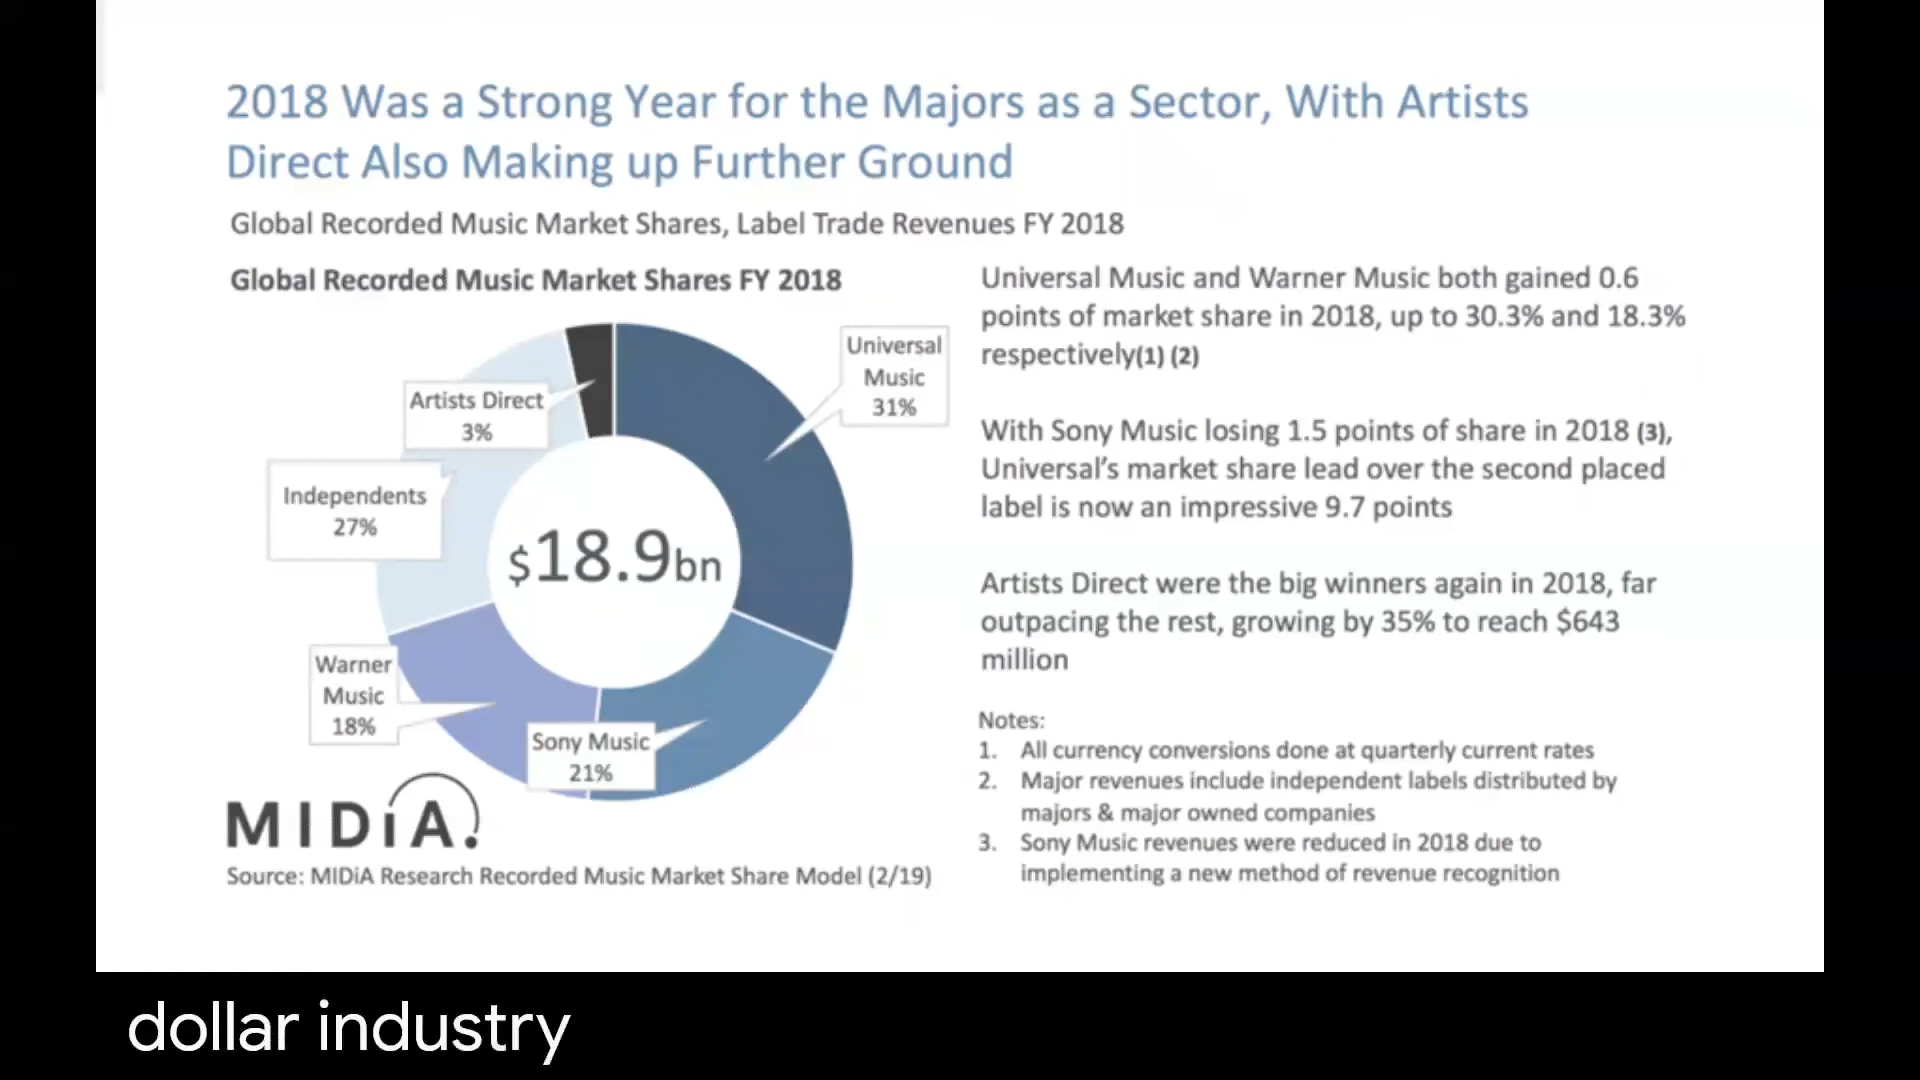 2018 Was a Strong Year for the Majors as a Sector, With Artists
Direct Also Making up Further Ground
Global Recorded Music Market Shares, Label Trade Revenues FY 2018
Global Recorded Music Market Shares FY 2018
Universal
Music
31%
Artists Direct
3%
Independents
27%
$18.9bn
Warner
Music
18%
Sony Music
21%
MIDiA.
Source: MIDiA Research Recorded Music Market Share Model (2/19)
Universal Music and Warner Music both gained 0.6
points of market share in 2018, up to 30.3% and 18.3%
respectively(1) (2)
With Sony Music losing 1.5 points of share in 2018 (3),
Universal’s market share lead over the second placed
label is now an impressive 9.7 points
Artists Direct were the big winners again in 2018, far
outpacing the rest, growing by 35% to reach $643
million
Notes:
1. All currency conversions done at quarterly current rates
2. Major revenues include independent labels distributed by
majors & major owned companies
3. Sony Music revenues were reduced in 2018 due to
implementing a new method of revenue recognition
dollar industry